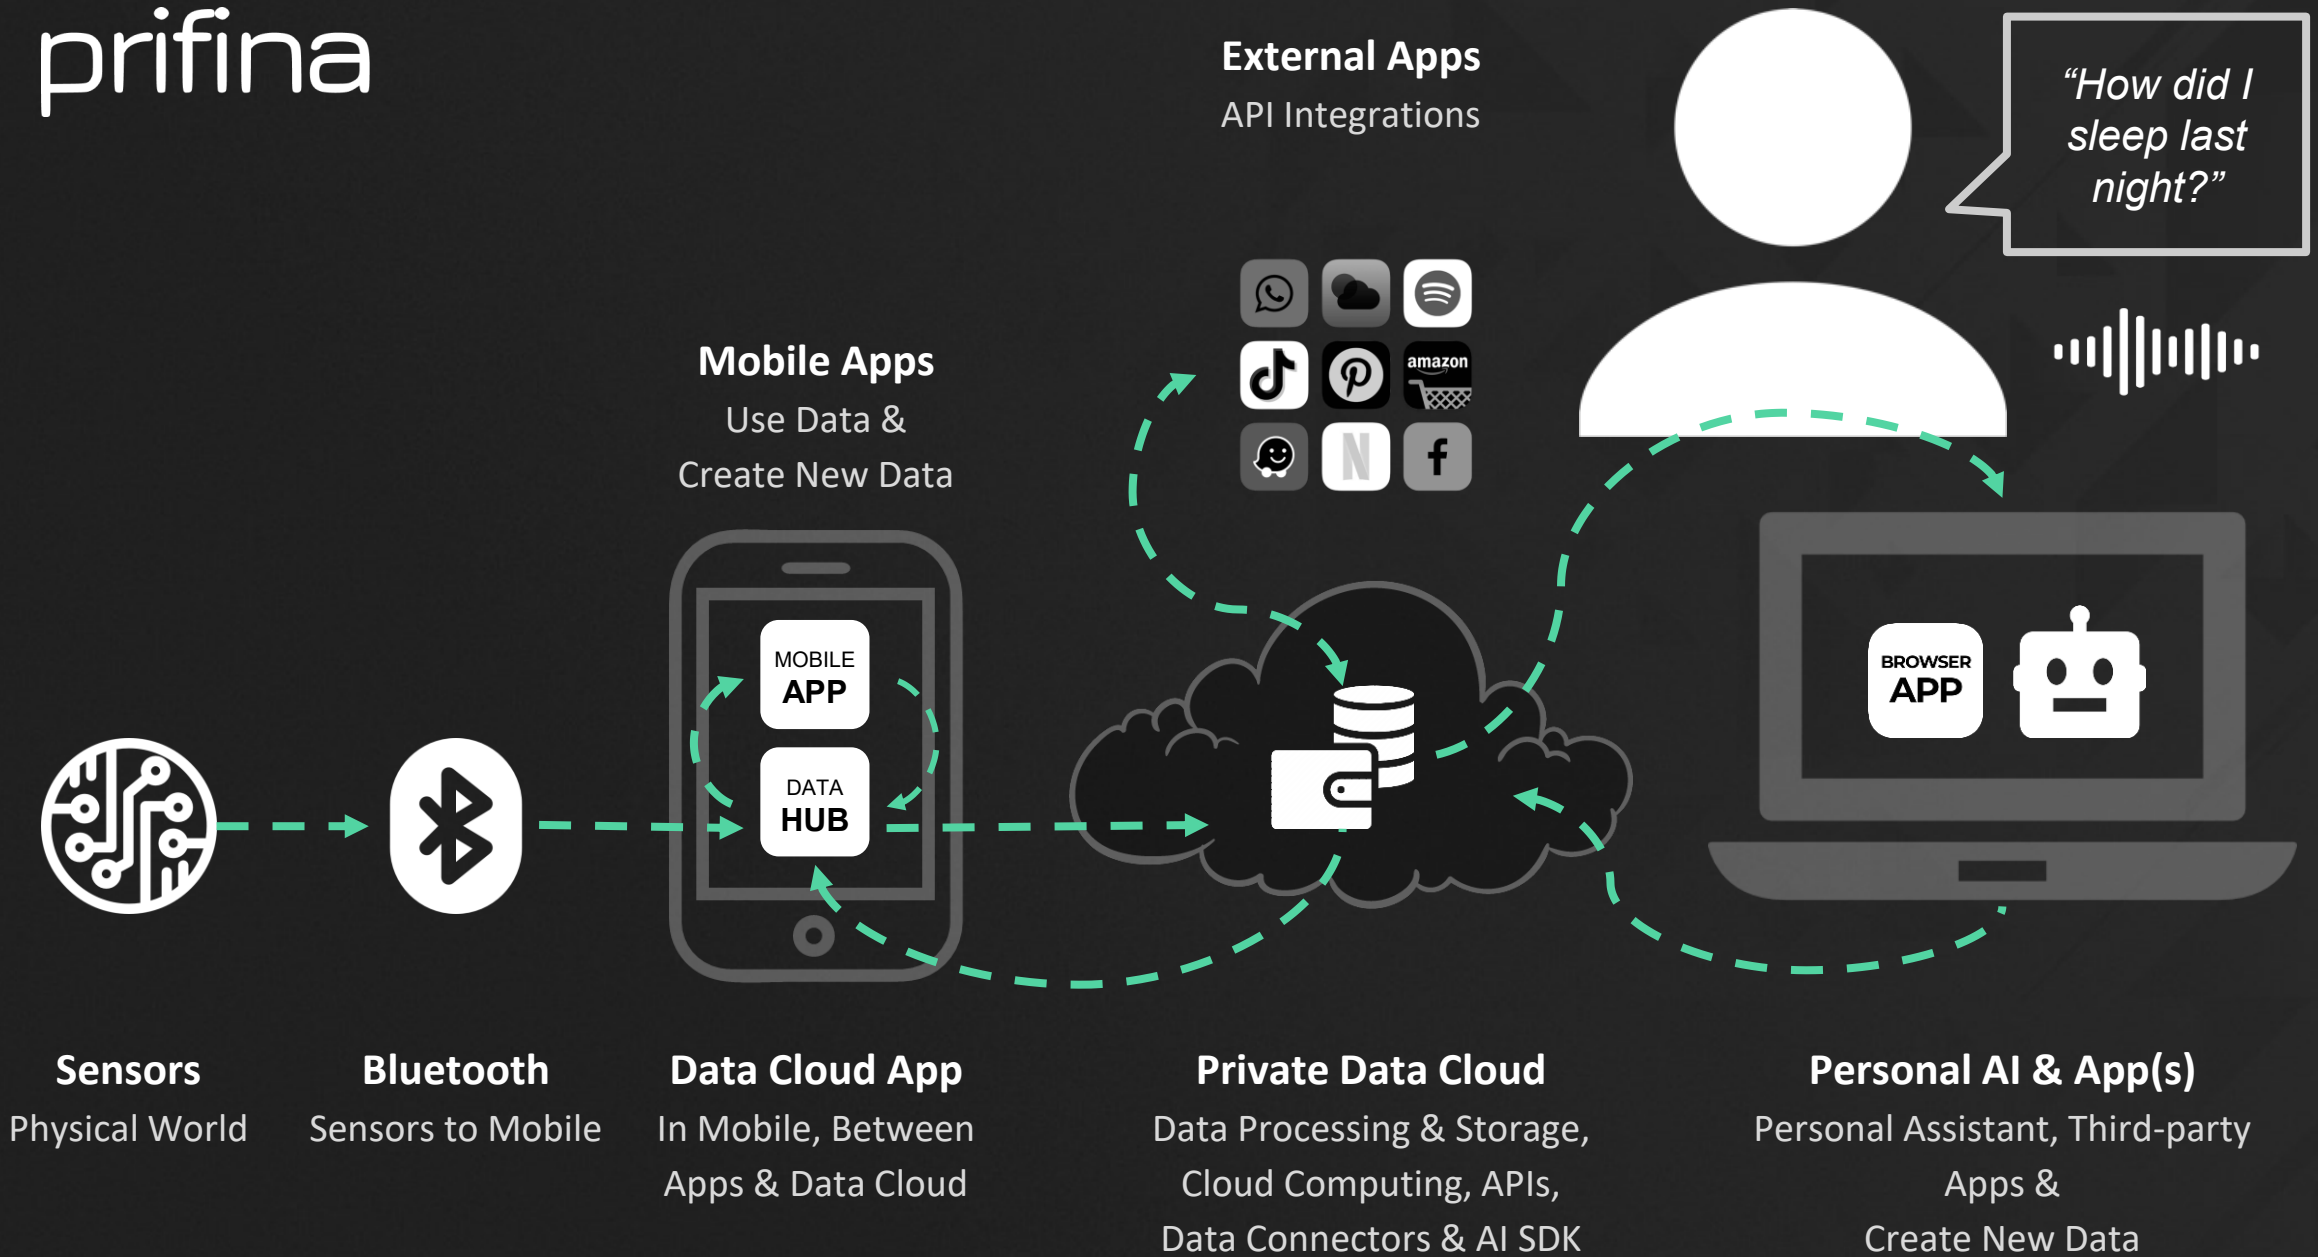 prifina
External Apps
API Integrations
“How did I
sleep last
night?”
amazon
Mobile Apps
Use Data &
Create New Data
MOBILE
APP
DATA
HUB
BROWSER
APP
Sensors
Physical World
Bluetooth
Sensors to Mobile
Data Cloud App
In Mobile, Between
Apps & Data Cloud
Private Data Cloud
Data Processing & Storage,
Cloud Computing, APIs,
Data Connectors & AI SDK
Personal AI & App(s)
Personal Assistant, Third-party
Apps &
Create New Data